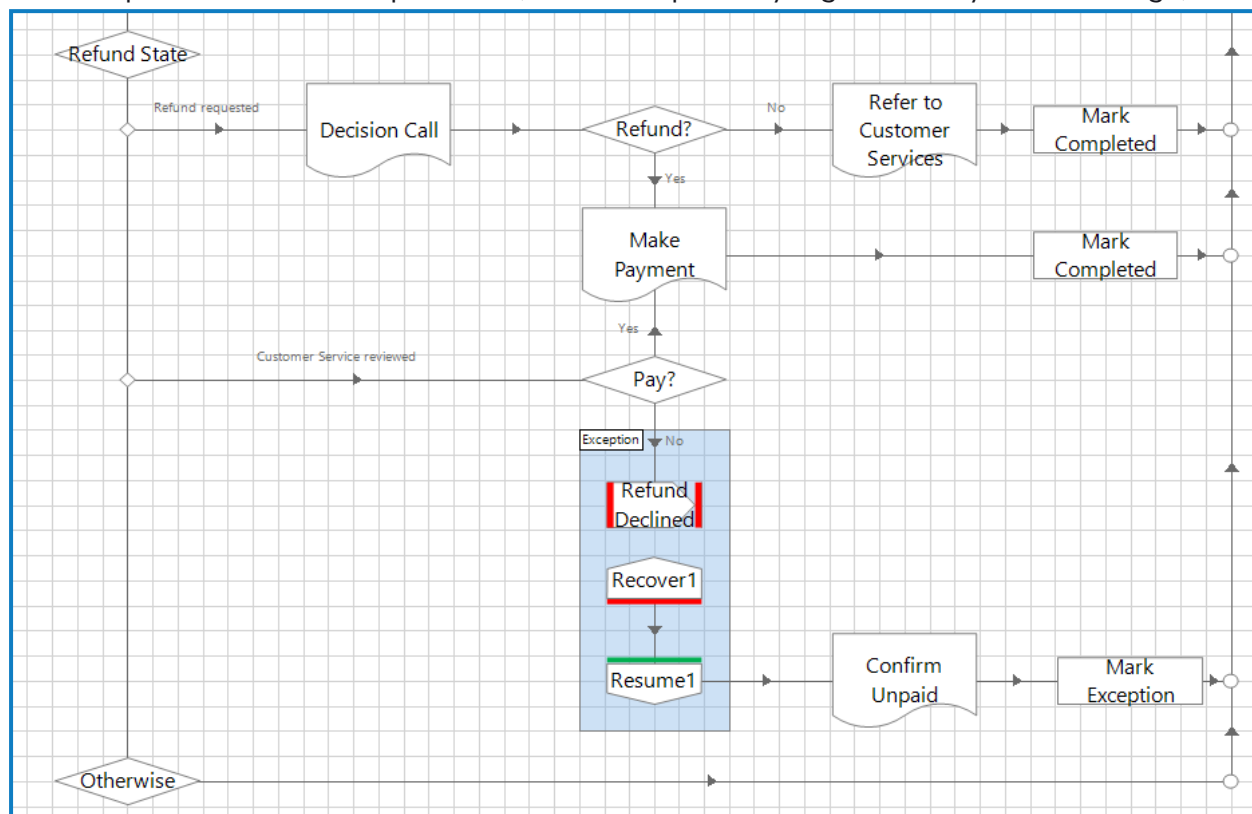 Refund State
Refund requested
Decision Call
Refund?
No
Refer to
Customer
Services
Mark
Completed
Yes
Make
Payment
Mark
Completed
Yes
Customer Service reviewed
Pay?
Exception
No
Refund
Declined
Recover1
Resume1
Confirm
Unpaid
Mark
Exception
Otherwise